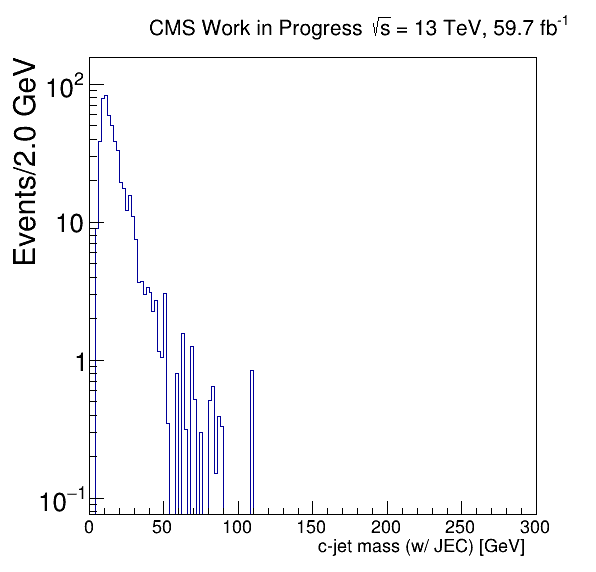 CMS Work in Progress √s = 13 TeV, 59.7 fb⁻¹
Events/2.0 GeV
10²
10
1
10⁻¹
0 50 100 150 200 250 300
c-jet mass (w/ JEC) [GeV]